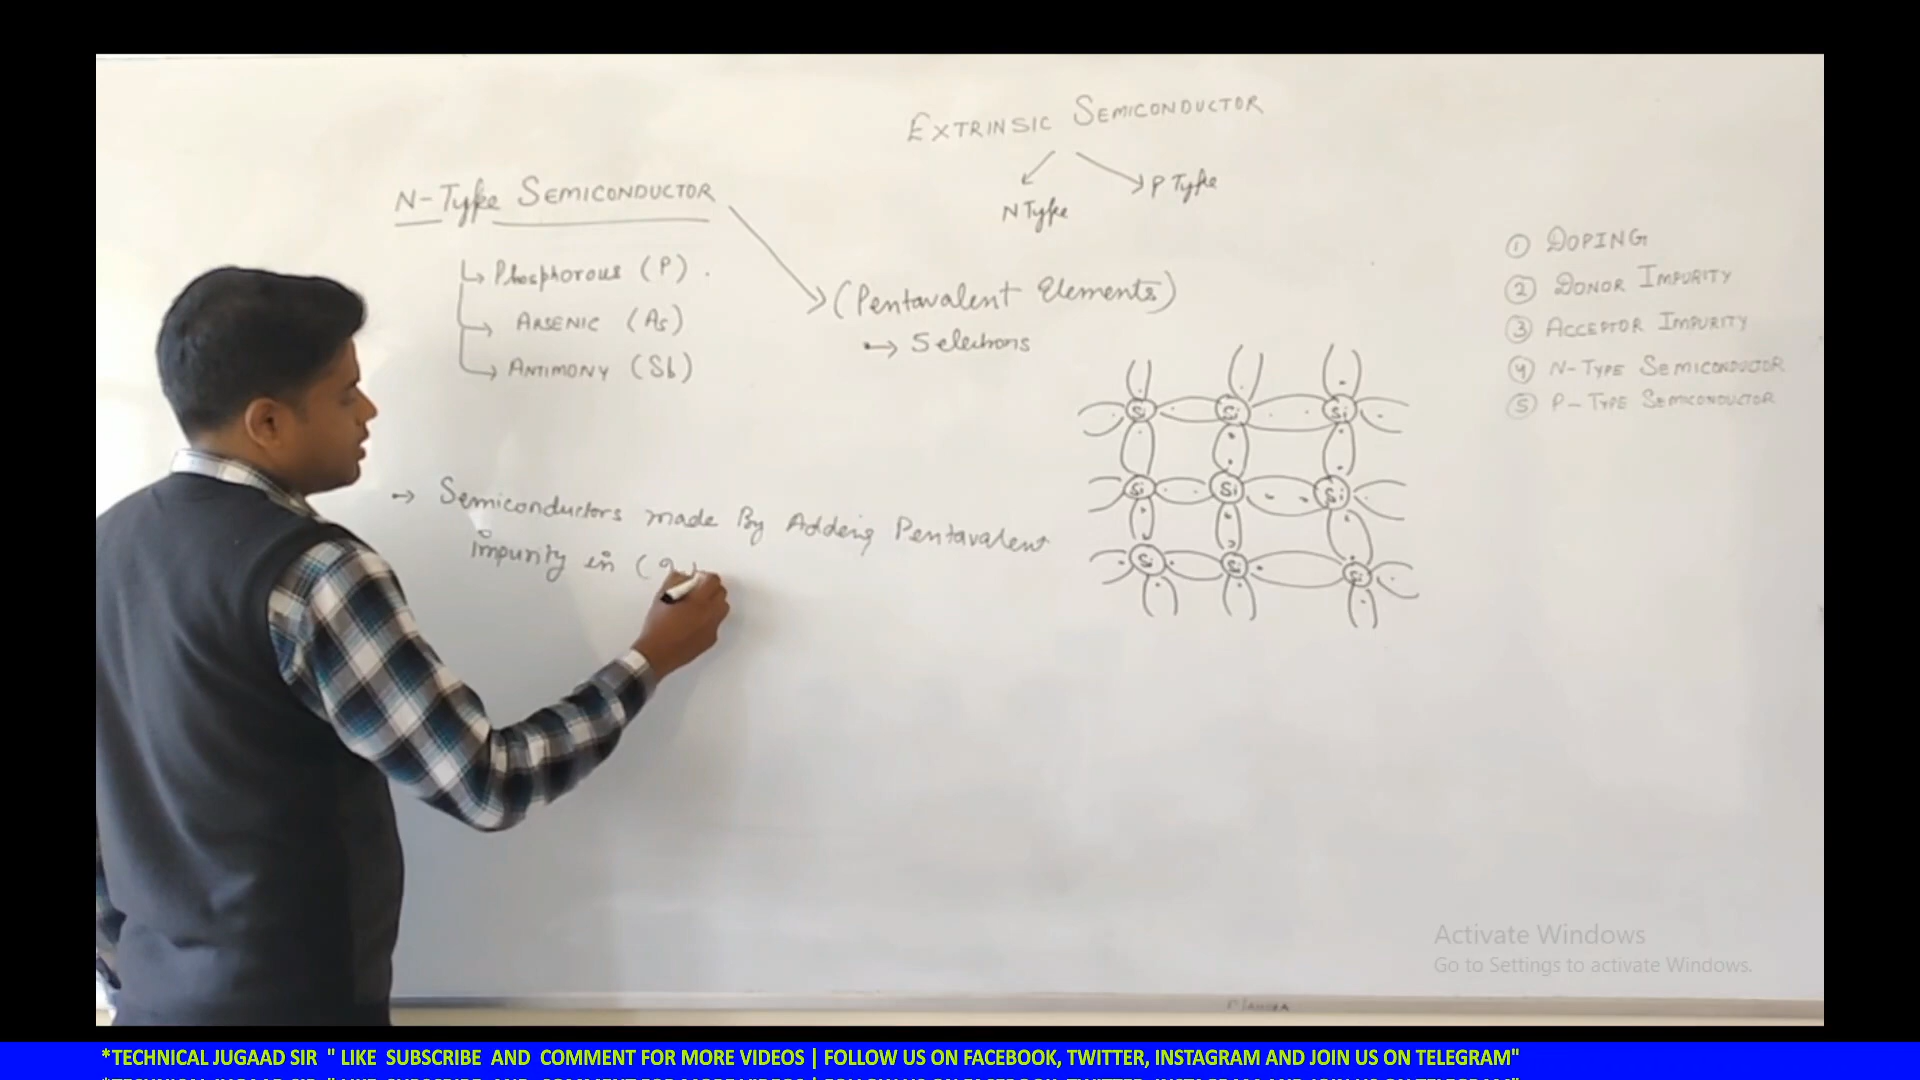 EXTRINSIC SEMICONDUCTOR
N Type
P Type
N-Type SEMICONDUCTOR
Phosphorous (P) .
ARSENIC (As)
ANTIMONY (Sb)
(Pentavalent Elements)
→ 5 electrons
→ Semiconductors made By Adding Pentavalent
impurity in (
Si Si Si
Si Si Si
Si Si Si
① DOPING
② DONOR IMPURITY
③ ACCEPTOR IMPURITY
④ N-TYPE SEMICONDUCTOR
⑤ P-TYPE SEMICONDUCTOR
Activate Windows
Go to Settings to activate Windows.
*TECHNICAL JUGAAD SIR " LIKE SUBSCRIBE AND COMMENT FOR MORE VIDEOS | FOLLOW US ON FACEBOOK, TWITTER, INSTAGRAM AND JOIN US ON TELEGRAM"